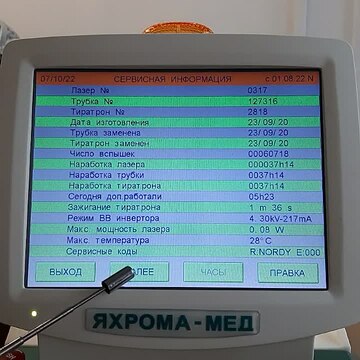 07/10/22 СЕРВИСНАЯ ИНФОРМАЦИЯ с.01.08.22.N
Лазер № 0317
Трубка № 127316
Тиратрон № 2818
Дата изготовления 23/09/20
Трубка заменена 23/09/20
Тиратрон заменён 23/09/20
Число вспышек 00060718
Наработка лазера 000037h14
Наработка трубки 0037h14
Наработка тиратрона 0037h14
Сегодня доп.работали 05h23
Зажигание тиратрона 1 m 36 s
Режим ВВ инвертора 4.30kV-217mA
Макс. мощность лазера 0.08 W
Макс. температура 28°C
Сервисные коды R:NORDY E:000
ВЫХОД ЛЕЕ ЧАСЫ ПРАВКА
ЯХРОМА-МЕД